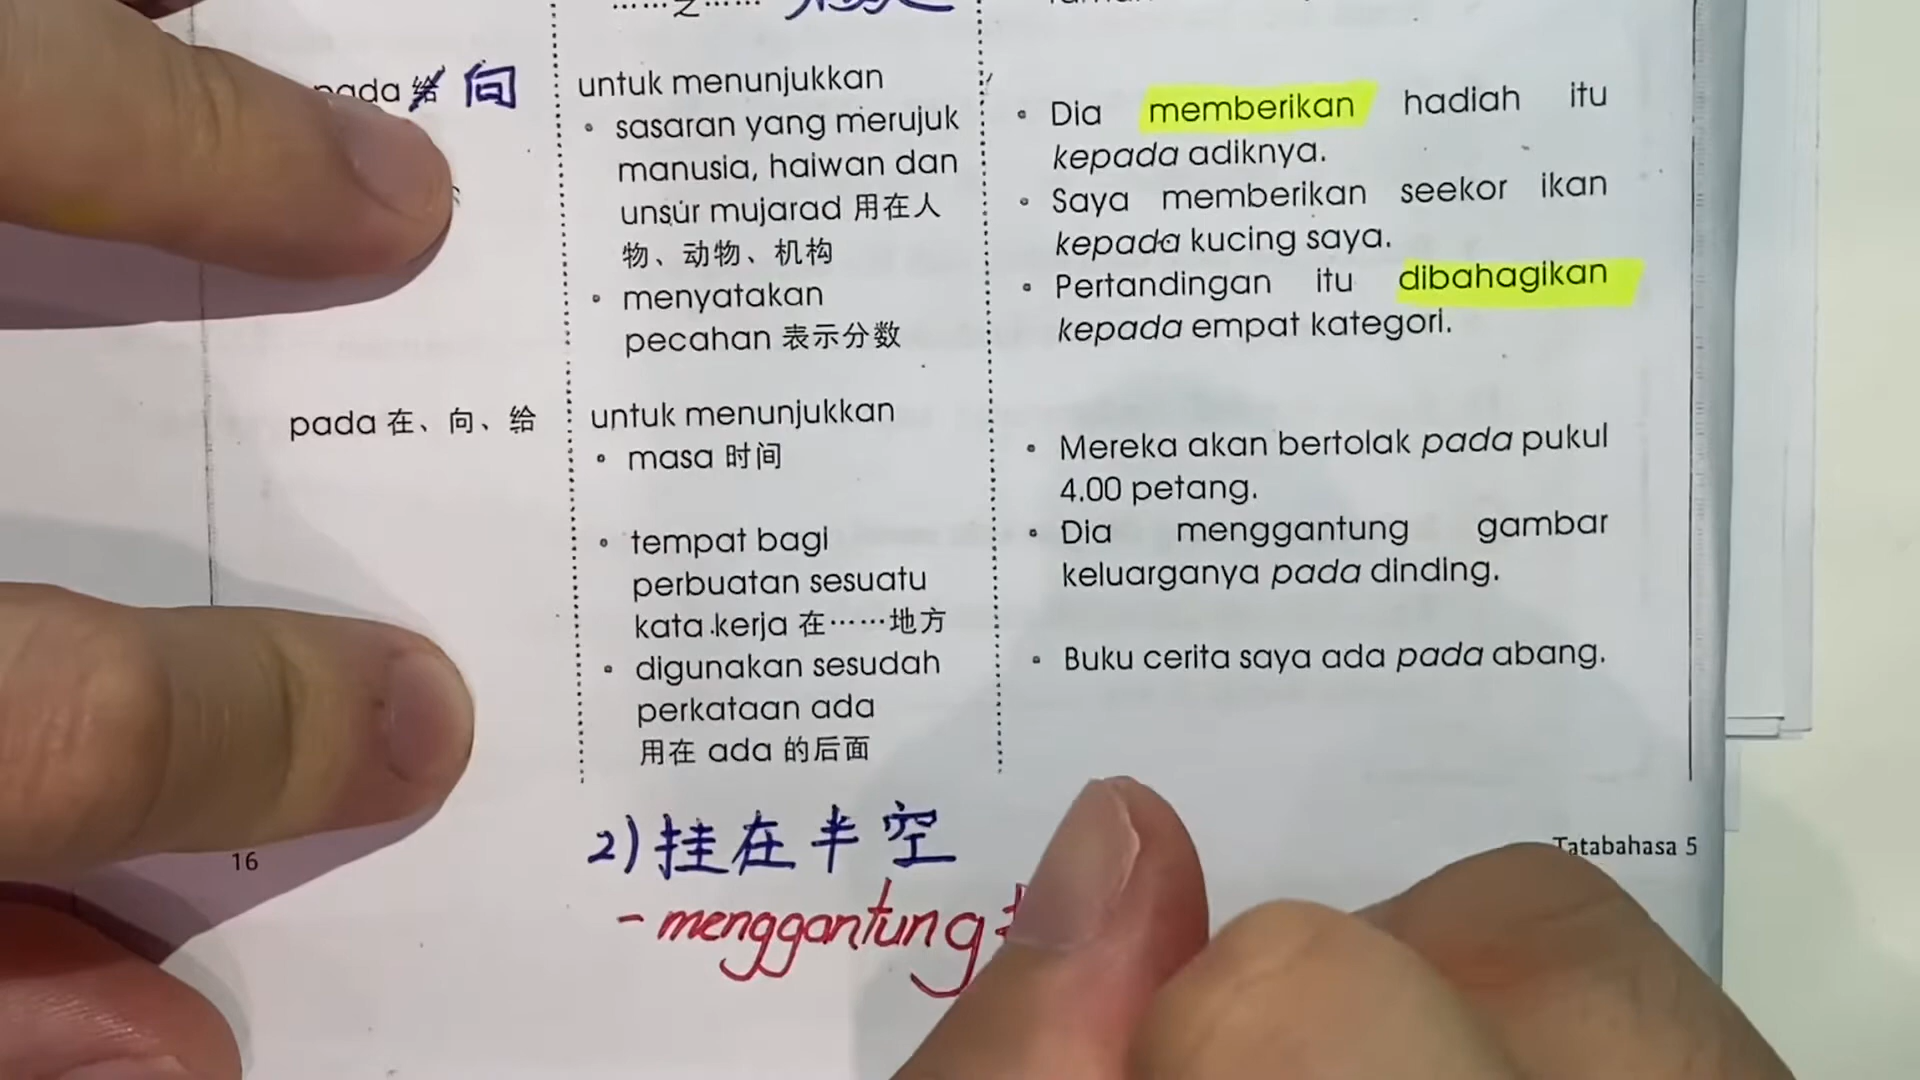 ……之……
pada 给 向
untuk menunjukkan
• sasaran yang merujuk
manusia, haiwan dan
unsur mujarad 用在人
物、动物、机构
• menyatakan
pecahan 表示分数
• Dia memberikan hadiah itu
kepada adiknya.
• Saya memberikan seekor ikan
kepada kucing saya.
• Pertandingan itu dibahagikan
kepada empat kategori.
pada 在、向、给
untuk menunjukkan
• masa 时间
• tempat bagi
perbuatan sesuatu
kata kerja 在……地方
• digunakan sesudah
perkataan ada
用在 ada 的后面
• Mereka akan bertolak pada pukul
4.00 petang.
• Dia menggantung gambar
keluarganya pada dinding.
• Buku cerita saya ada pada abang.
2) 挂在半空
- menggantung
16
Tatabahasa 5